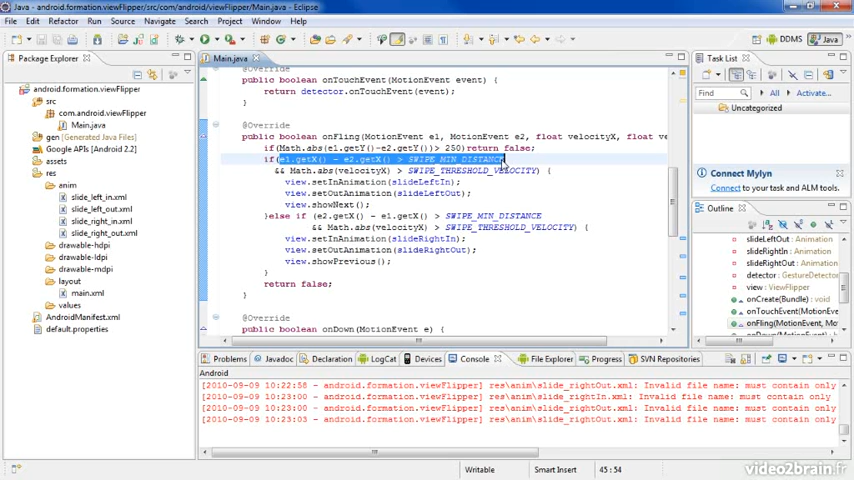 Java - android.formation.viewFlipper/src/com/android/viewFlipper/Main.java - Eclipse
File Edit Run Source Navigate Search Project Refactor Window Help
DDMS Java
Package Explorer
android.formation.viewFlipper
src
com.android.viewFlipper
Main.java
gen [Generated Java Files]
Google APIs [Android 2.2]
assets
res
anim
slide_left_in.xml
slide_left_out.xml
slide_right_in.xml
slide_right_out.xml
drawable-hdpi
drawable-ldpi
drawable-mdpi
layout
main.xml
values
AndroidManifest.xml
default.properties
Main.java
@Override
public boolean onTouchEvent(MotionEvent event) {
return detector.onTouchEvent(event);
}
@Override
public boolean onFling(MotionEvent e1, MotionEvent e2, float velocityX, float ve
if(Math.abs(e1.getY()-e2.getY())> 250)return false;
if(e1.getX() - e2.getX() > SWIPE_MIN_DISTANCE
&& Math.abs(velocityX) > SWIPE_THRESHOLD_VELOCITY) {
view.setInAnimation(slideLeftIn);
view.setOutAnimation(slideLeftOut);
view.showNext();
}else if (e2.getX() - e1.getX() > SWIPE_MIN_DISTANCE
&& Math.abs(velocityX) > SWIPE_THRESHOLD_VELOCITY) {
view.setInAnimation(slideRightIn);
view.setOutAnimation(slideRightOut);
view.showPrevious();
}
return false;
}
@Override
public boolean onDown(MotionEvent e) {
Task List
Find All Activate...
Uncategorized
Connect Mylyn
Connect to your task and ALM tools.
Outline
slideLeftOut : Animation
slideRightIn : Animation
slideRightOut : Animation
detector : GestureDetector
view : ViewFlipper
onCreate(Bundle) : void
onTouchEvent(MotionEven
onFling(MotionEvent, Mot
Problems Javadoc Declaration LogCat Devices Console File Explorer Progress SVN Repositories
Android
[2010-09-09 10:22:58 - android.formation.viewFlipper] res\anim\slide_rightOut.xml: Invalid file name: must contain only
[2010-09-09 10:23:00 - android.formation.viewFlipper] res\anim\slide_rightIn.xml: Invalid file name: must contain only
[2010-09-09 10:23:00 - android.formation.viewFlipper] res\anim\slide_rightOut.xml: Invalid file name: must contain only
[2010-09-09 10:23:05 - android.formation.viewFlipper] res\anim\slide_rightOut.xml: Invalid file name: must contain only
Writable Smart Insert 45 : 54
video2brain.fr